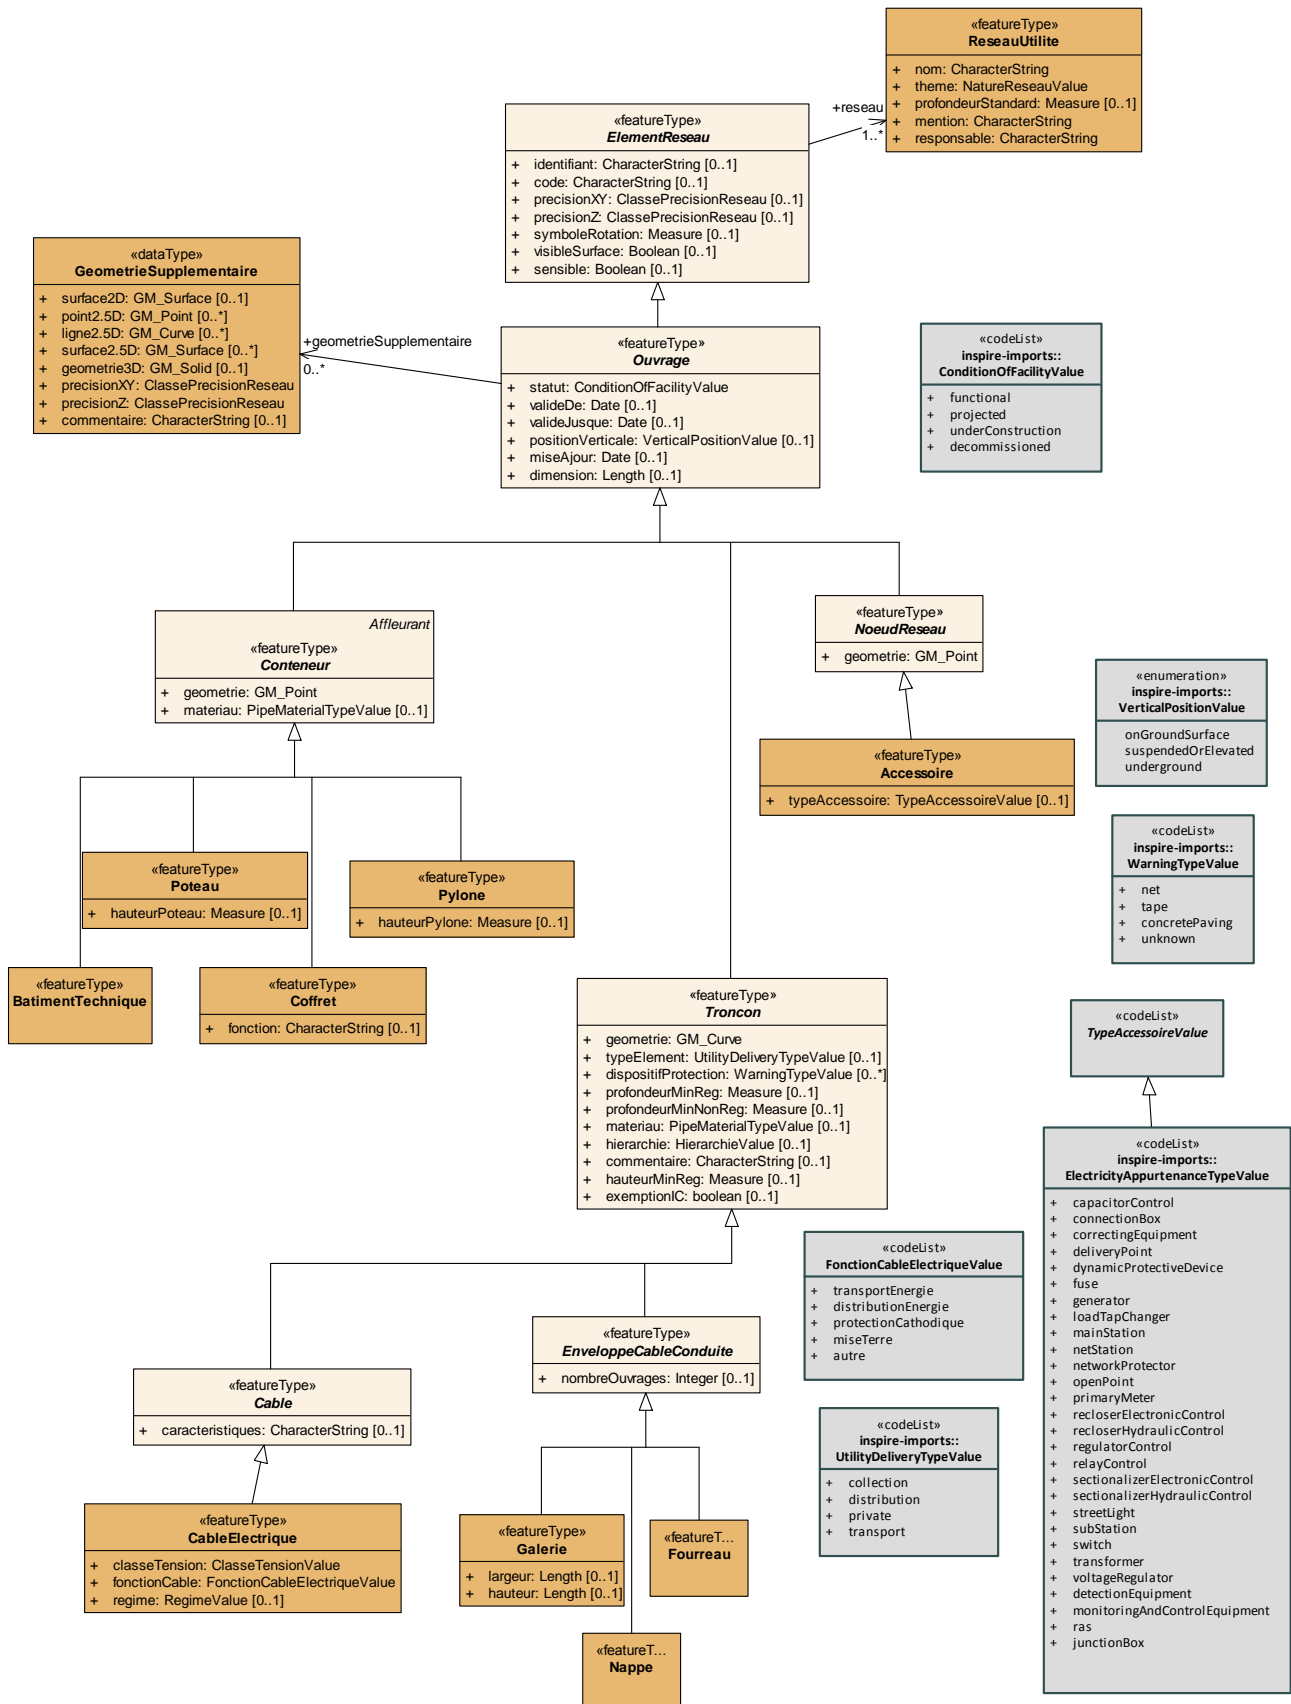 «featureType»
ReseauUtilite
+ nom: CharacterString
+ theme: NatureReseauValue
+ profondeurStandard: Measure [0..1]
+ mention: CharacterString
+ responsable: CharacterString
+reseau
1..*
«featureType»
ElementReseau
+ identifiant: CharacterString [0..1]
+ code: CharacterString [0..1]
+ precisionXY: ClassePrecisionReseau [0..1]
+ precisionZ: ClassePrecisionReseau [0..1]
+ symboleRotation: Measure [0..1]
+ visibleSurface: Boolean [0..1]
+ sensible: Boolean [0..1]
«dataType»
GeometrieSupplementaire
+ surface2D: GM_Surface [0..1]
+ point2.5D: GM_Point [0..*]
+ ligne2.5D: GM_Curve [0..*]
+ surface2.5D: GM_Surface [0..*]
+ geometrie3D: GM_Solid [0..1]
+ precisionXY: ClassePrecisionReseau
+ precisionZ: ClassePrecisionReseau
+ commentaire: CharacterString [0..1]
+geometrieSupplementaire
0..*
«featureType»
Ouvrage
+ statut: ConditionOfFacilityValue
+ valideDe: Date [0..1]
+ valideJusque: Date [0..1]
+ positionVerticale: VerticalPositionValue [0..1]
+ miseAjour: Date [0..1]
+ dimension: Length [0..1]
«codeList»
inspire-imports::
ConditionOfFacilityValue
+ functional
+ projected
+ underConstruction
+ decommissioned
Affleurant
«featureType»
Conteneur
+ geometrie: GM_Point
+ materiau: PipeMaterialTypeValue [0..1]
«featureType»
NoeudReseau
+ geometrie: GM_Point
«enumeration»
inspire-imports::
VerticalPositionValue
onGroundSurface
suspendedOrElevated
underground
«featureType»
Accessoire
+ typeAccessoire: TypeAccessoireValue [0..1]
«codeList»
inspire-imports::
WarningTypeValue
+ net
+ tape
+ concretePaving
+ unknown
«featureType»
Poteau
+ hauteurPoteau: Measure [0..1]
«featureType»
Pylone
+ hauteurPylone: Measure [0..1]
«featureType»
BatimentTechnique
«featureType»
Coffret
+ fonction: CharacterString [0..1]
«featureType»
Troncon
+ geometrie: GM_Curve
+ typeElement: UtilityDeliveryTypeValue [0..1]
+ dispositifProtection: WarningTypeValue [0..*]
+ profondeurMinReg: Measure [0..1]
+ profondeurMinNonReg: Measure [0..1]
+ materiau: PipeMaterialTypeValue [0..1]
+ hierarchie: HierarchieValue [0..1]
+ commentaire: CharacterString [0..1]
+ hauteurMinReg: Measure [0..1]
+ exemptionIC: boolean [0..1]
«codeList»
TypeAccessoireValue
«codeList»
inspire-imports::
ElectricityAppurtenanceTypeValue
+ capacitorControl
+ connectionBox
+ correctingEquipment
+ deliveryPoint
+ dynamicProtectiveDevice
+ fuse
+ generator
+ loadTapChanger
+ mainStation
+ netStation
+ networkProtector
+ openPoint
+ primaryMeter
+ recloserElectronicControl
+ recloserHydraulicControl
+ regulatorControl
+ relayControl
+ sectionalizerElectronicControl
+ sectionalizerHydraulicControl
+ streetLight
+ subStation
+ switch
+ transformer
+ voltageRegulator
+ detectionEquipment
+ monitoringAndControlEquipment
+ ras
+ junctionBox
«codeList»
FonctionCableElectriqueValue
+ transportEnergie
+ distributionEnergie
+ protectionCathodique
+ miseTerre
+ autre
«featureType»
EnveloppeCableConduite
+ nombreOuvrages: Integer [0..1]
«featureType»
Cable
+ caracteristiques: CharacterString [0..1]
«codeList»
inspire-imports::
UtilityDeliveryTypeValue
+ collection
+ distribution
+ private
+ transport
«featureType»
CableElectrique
+ classeTension: ClasseTensionValue
+ fonctionCable: FonctionCableElectriqueValue
+ regime: RegimeValue [0..1]
«featureType»
Galerie
+ largeur: Length [0..1]
+ hauteur: Length [0..1]
«featureT...
Fourreau
«featureT...
Nappe